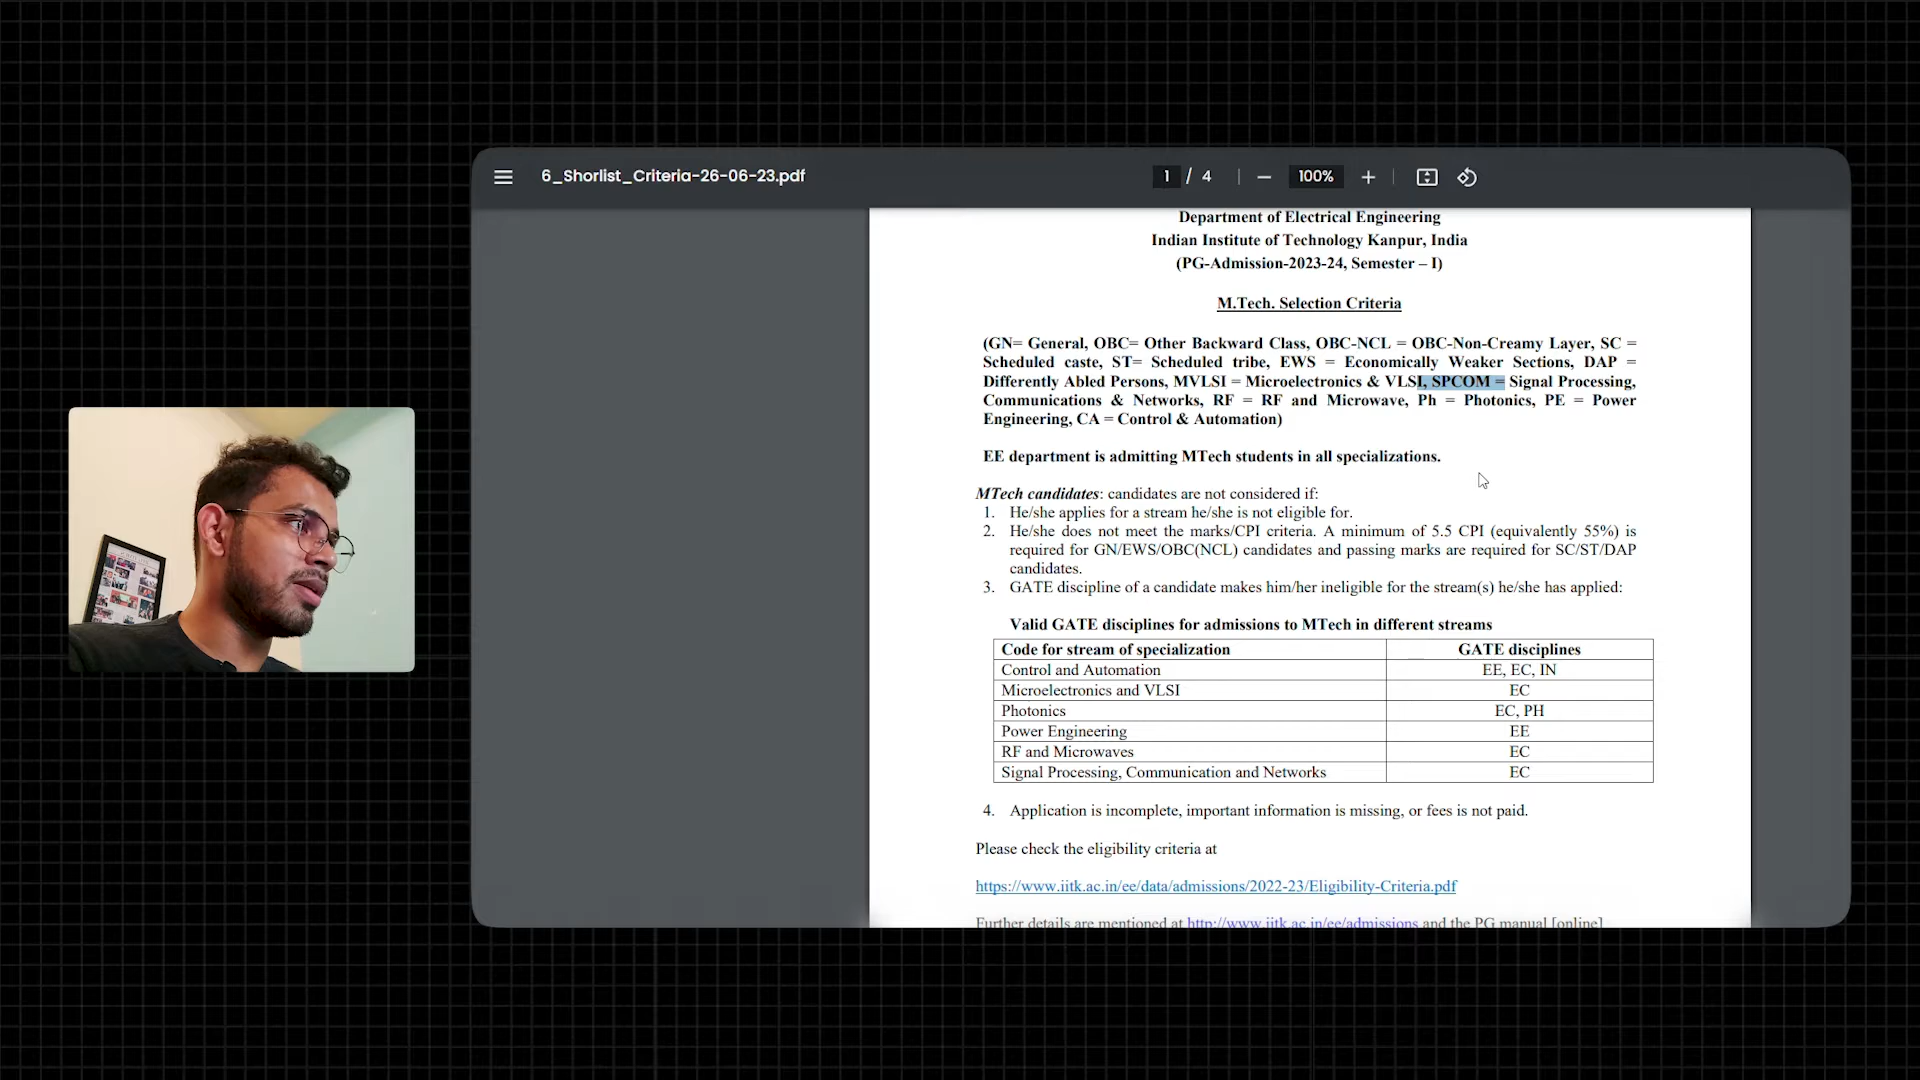 6_Shorlist_Criteria-26-06-23.pdf
1 / 4
100%
Department of Electrical Engineering
Indian Institute of Technology Kanpur, India
(PG-Admission-2023-24, Semester – I)
M.Tech. Selection Criteria
(GN= General, OBC= Other Backward Class, OBC-NCL = OBC-Non-Creamy Layer, SC =
Scheduled caste, ST= Scheduled tribe, EWS = Economically Weaker Sections, DAP =
Differently Abled Persons, MVLSI = Microelectronics & VLSI, SPCOM = Signal Processing,
Communications & Networks, RF = RF and Microwave, Ph = Photonics, PE = Power
Engineering, CA = Control & Automation)
EE department is admitting MTech students in all specializations.
MTech candidates: candidates are not considered if:
1. He/she applies for a stream he/she is not eligible for.
2. He/she does not meet the marks/CPI criteria. A minimum of 5.5 CPI (equivalently 55%) is
required for GN/EWS/OBC(NCL) candidates and passing marks are required for SC/ST/DAP
candidates.
3. GATE discipline of a candidate makes him/her ineligible for the stream(s) he/she has applied:
Valid GATE disciplines for admissions to MTech in different streams
Code for stream of specialization GATE disciplines
Control and Automation EE, EC, IN
Microelectronics and VLSI EC
Photonics EC, PH
Power Engineering EE
RF and Microwaves EC
Signal Processing, Communication and Networks EC
4. Application is incomplete, important information is missing, or fees is not paid.
Please check the eligibility criteria at
https://www.iitk.ac.in/ee/data/admissions/2022-23/Eligibility-Criteria.pdf
Further details are mentioned at http://www.iitk.ac.in/ee/admissions and the PG manual [online]